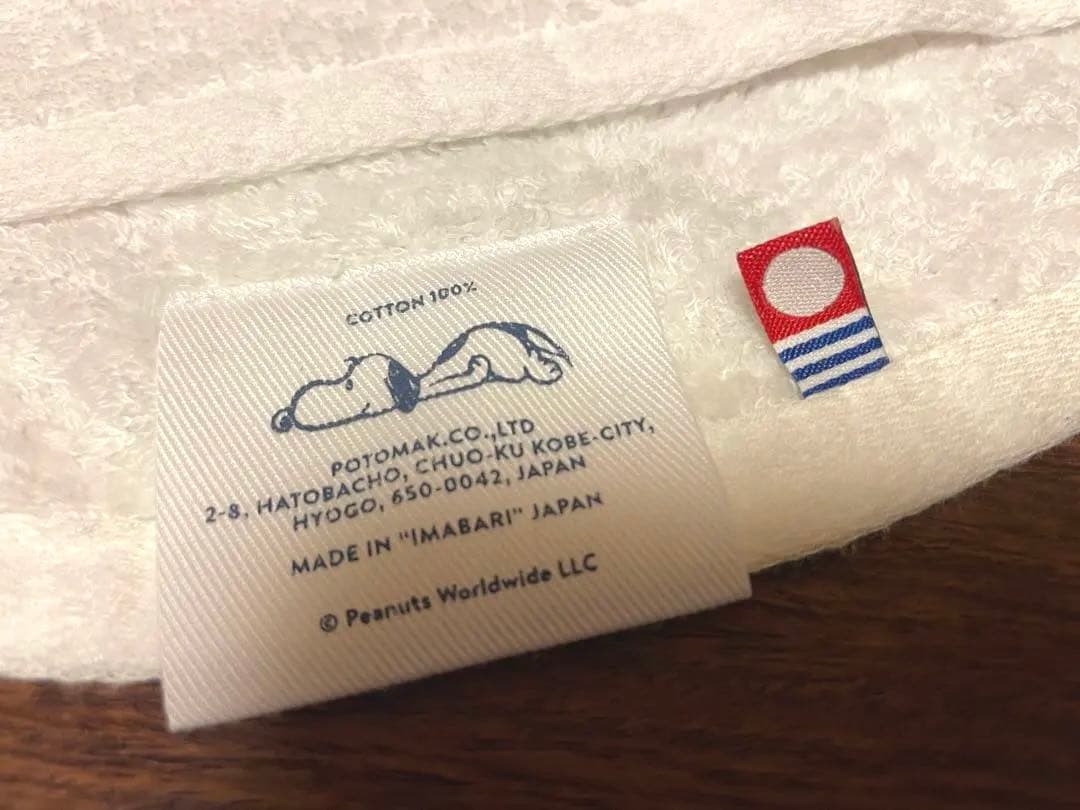 COTTON 100%
POTOMAK.CO.,LTD
2-8, HATOBACHO, CHUO-KU KOBE-CITY,
HYOGO, 650-0042, JAPAN
MADE IN "IMABARI" JAPAN
© Peanuts Worldwide LLC